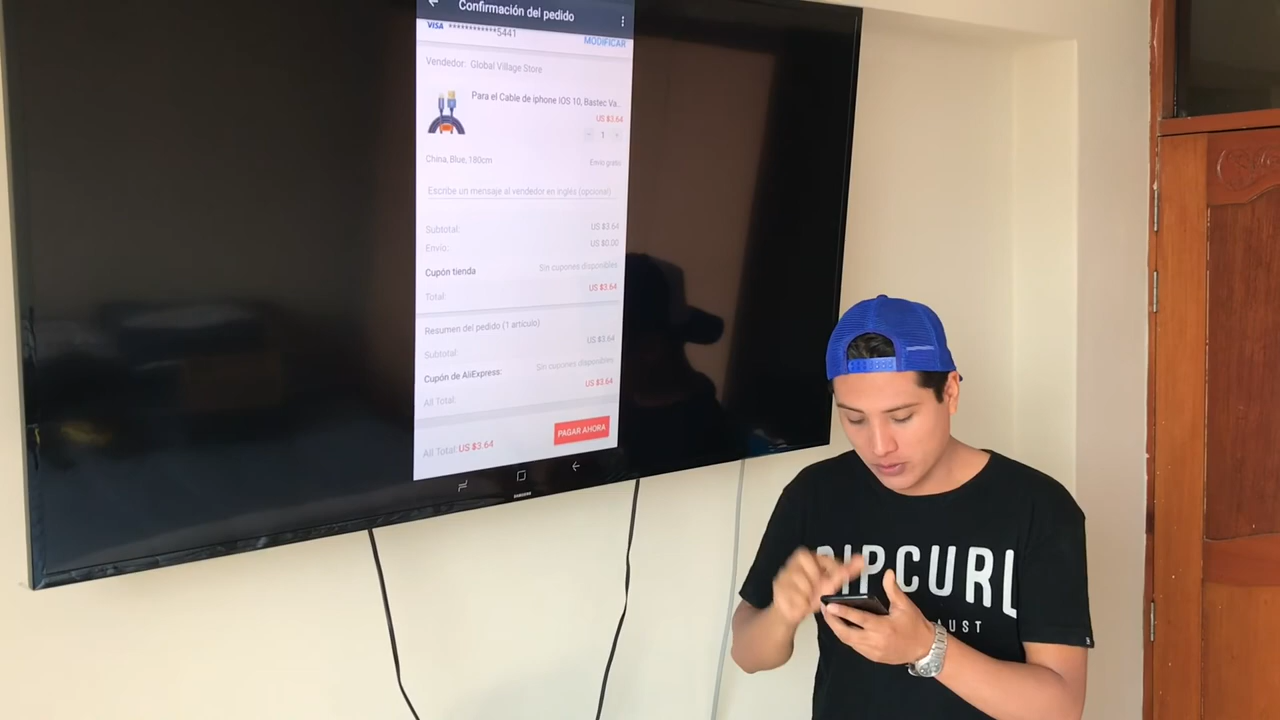 Confirmación del pedido
VISA ************5441
MODIFICAR
Vendedor: Global Village Store
Para el Cable de iphone IOS 10, Bastec Va..
US $3.64
- 1 +
China, Blue, 180cm
Envío gratis
Escribe un mensaje al vendedor en inglés (opcional)
Subtotal: US $3.64
Envío: US $0.00
Cupón tienda Sin cupones disponibles
Total: US $3.64
Resumen del pedido (1 artículo)
Subtotal: US $3.64
Cupón de AliExpress: Sin cupones disponibles
All Total: US $3.64
All Total: US $3.64
PAGAR AHORA
SAMSUNG
RIPCURL
AUST